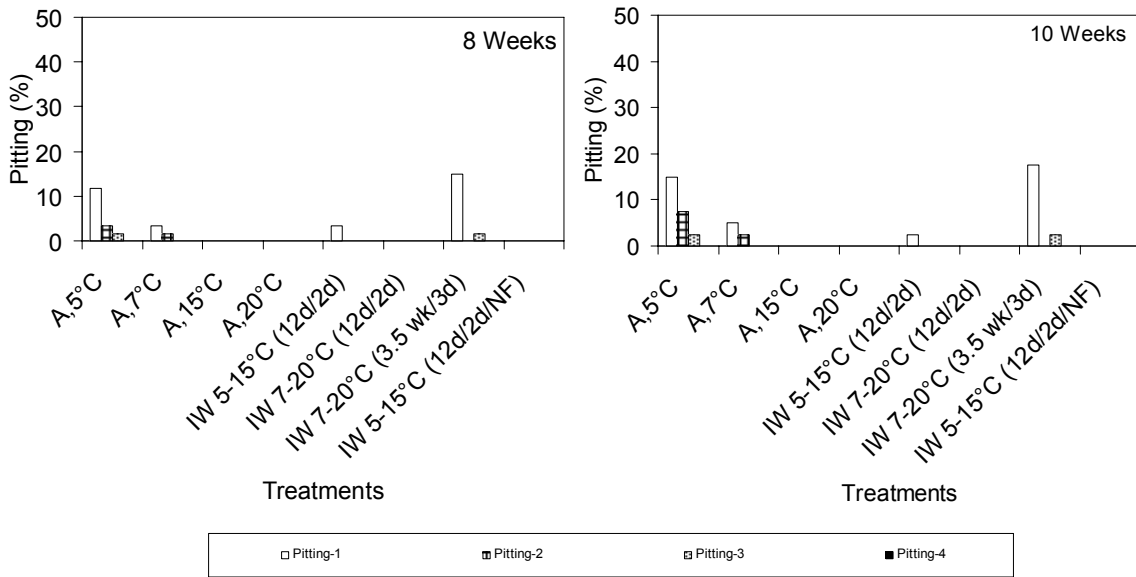 8 Weeks
Pitting (%)
50
40
30
20
10
0
A,5°C
A,7°C
A,15°C
A,20°C
IW 5-15°C (12d/2d)
IW 7-20°C (12d/2d)
IW 7-20°C (3.5 wk/3d)
IW 5-15°C (12d/2d/NF)
Treatments
10 Weeks
Pitting (%)
50
40
30
20
10
0
A,5°C
A,7°C
A,15°C
A,20°C
IW 5-15°C (12d/2d)
IW 7-20°C (12d/2d)
IW 7-20°C (3.5 wk/3d)
IW 5-15°C (12d/2d/NF)
Treatments
Pitting-1 Pitting-2 Pitting-3 Pitting-4